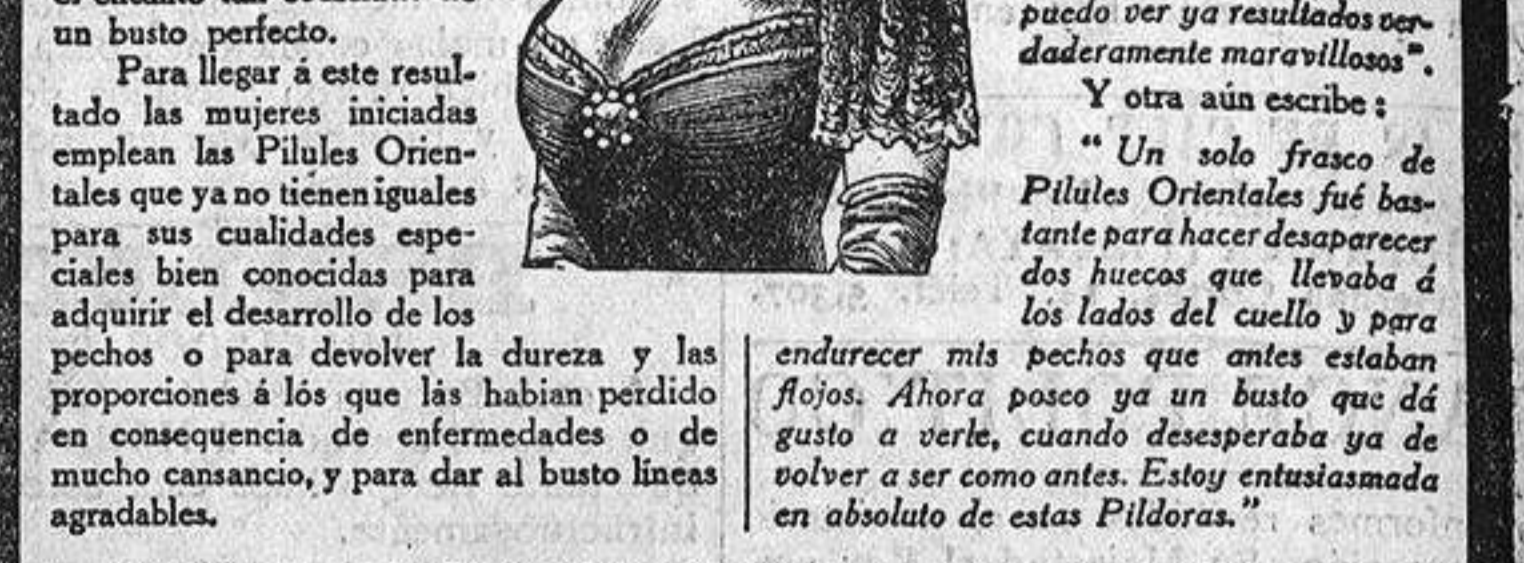 un busto perfecto.
Para llegar á este resul-
tado las mujeres iniciadas
emplean las Pilules Orien-
tales que ya no tienen iguales
para sus cualidades espe-
ciales bien conocidas para
adquirir el desarrollo de los
pechos o para devolver la dureza y las
proporciones á lós que lás habian perdido
en consequencia de enfermedades o de
mucho cansancio, y para dar al busto líneas
agradables.
puedo ver ya resultados ver-
daderamente maravillosos".
Y otra aún escribe:
“ Un solo frasco de
Pilules Orientales fué bas-
tante para hacer desaparecer
dos huecos que llevaba á
los lados del cuello y para
endurecer mis pechos que antes estaban
flojos. Ahora poseo ya un busto que dá
gusto a verle, cuando desesperaba ya de
volver a ser como antes. Estoy entusiasmada
en absoluto de estas Pildoras.”